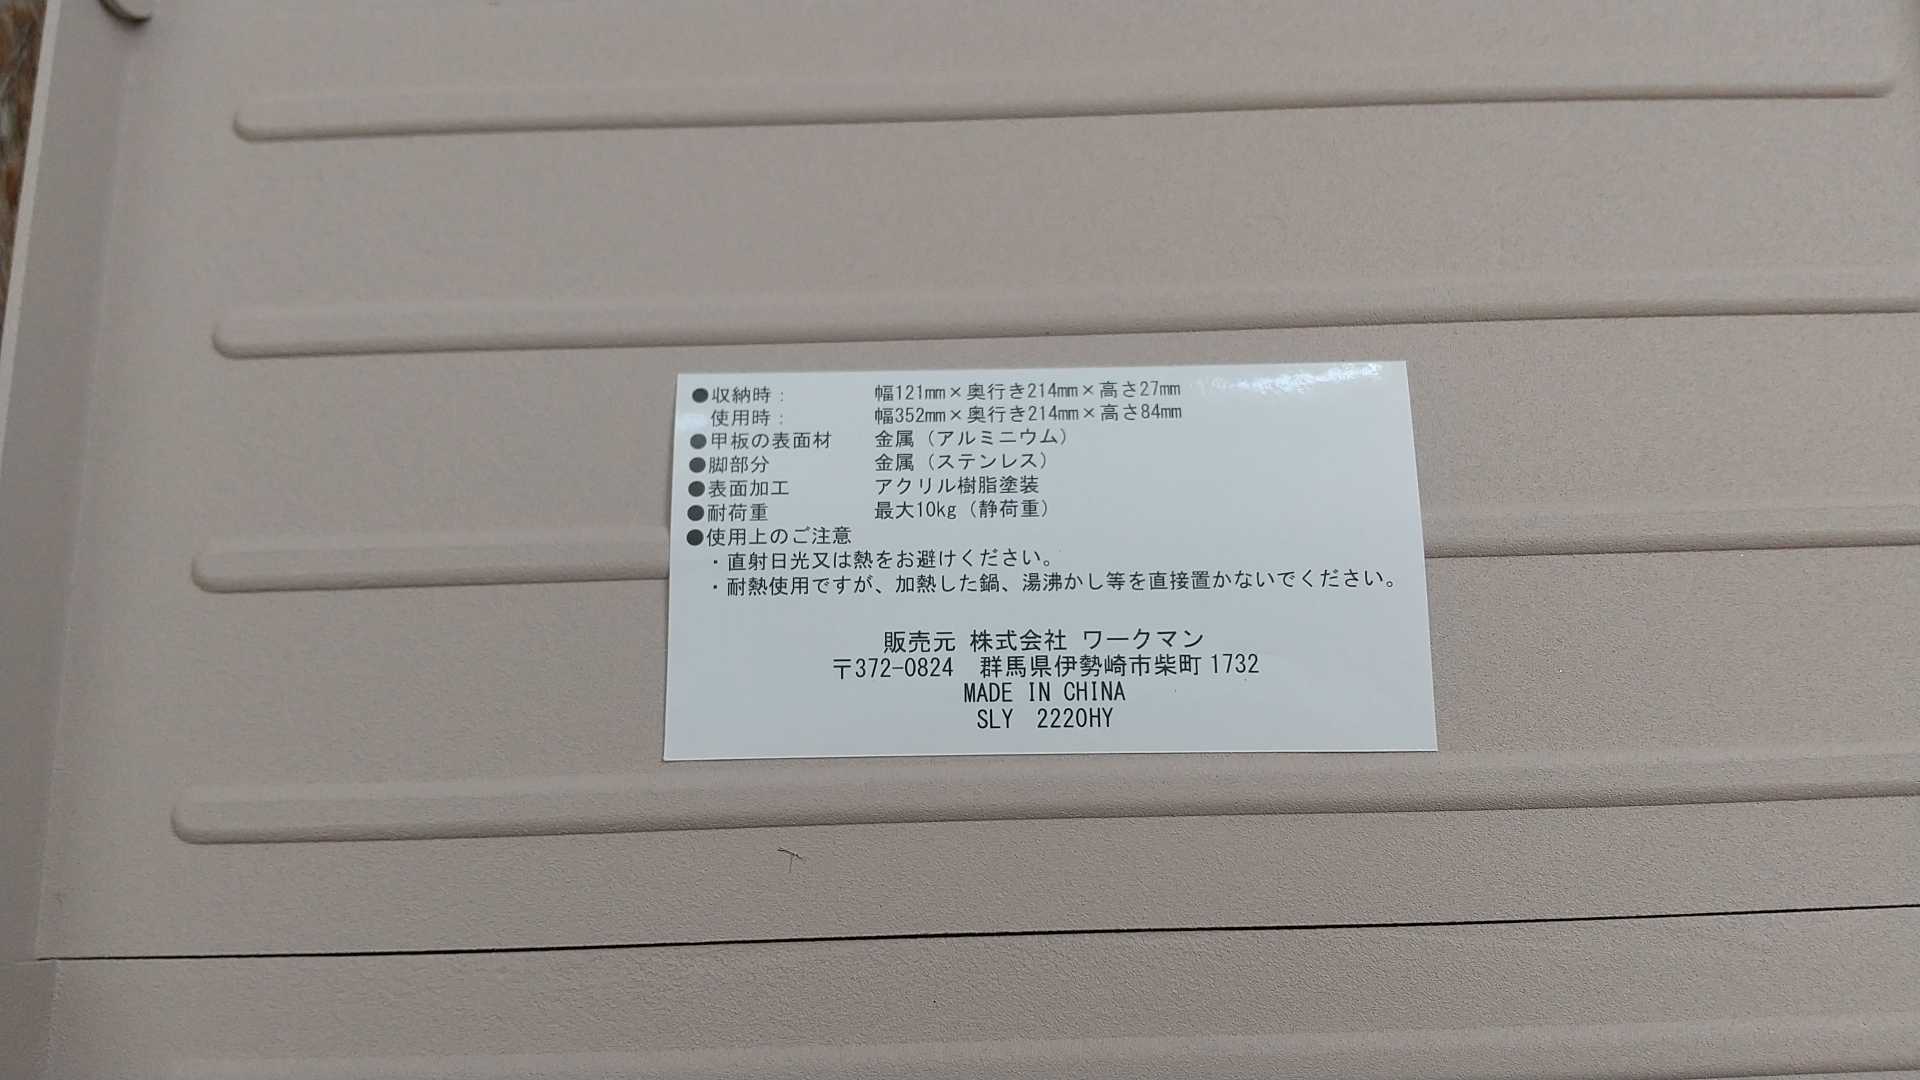 ●収納時： 幅121mm×奥行き214mm×高さ27mm
使用時： 幅352mm×奥行き214mm×高さ84mm
●甲板の表面材 金属（アルミニウム）
●脚部分 金属（ステンレス）
●表面加工 アクリル樹脂塗装
●耐荷重 最大10kg（静荷重）
●使用上のご注意
・直射日光又は熱をお避けください。
・耐熱使用ですが、加熱した鍋、湯沸かし等を直接置かないでください。
販売元 株式会社 ワークマン
〒372-0824 群馬県伊勢崎市柴町1732
MADE IN CHINA
SLY 2220HY